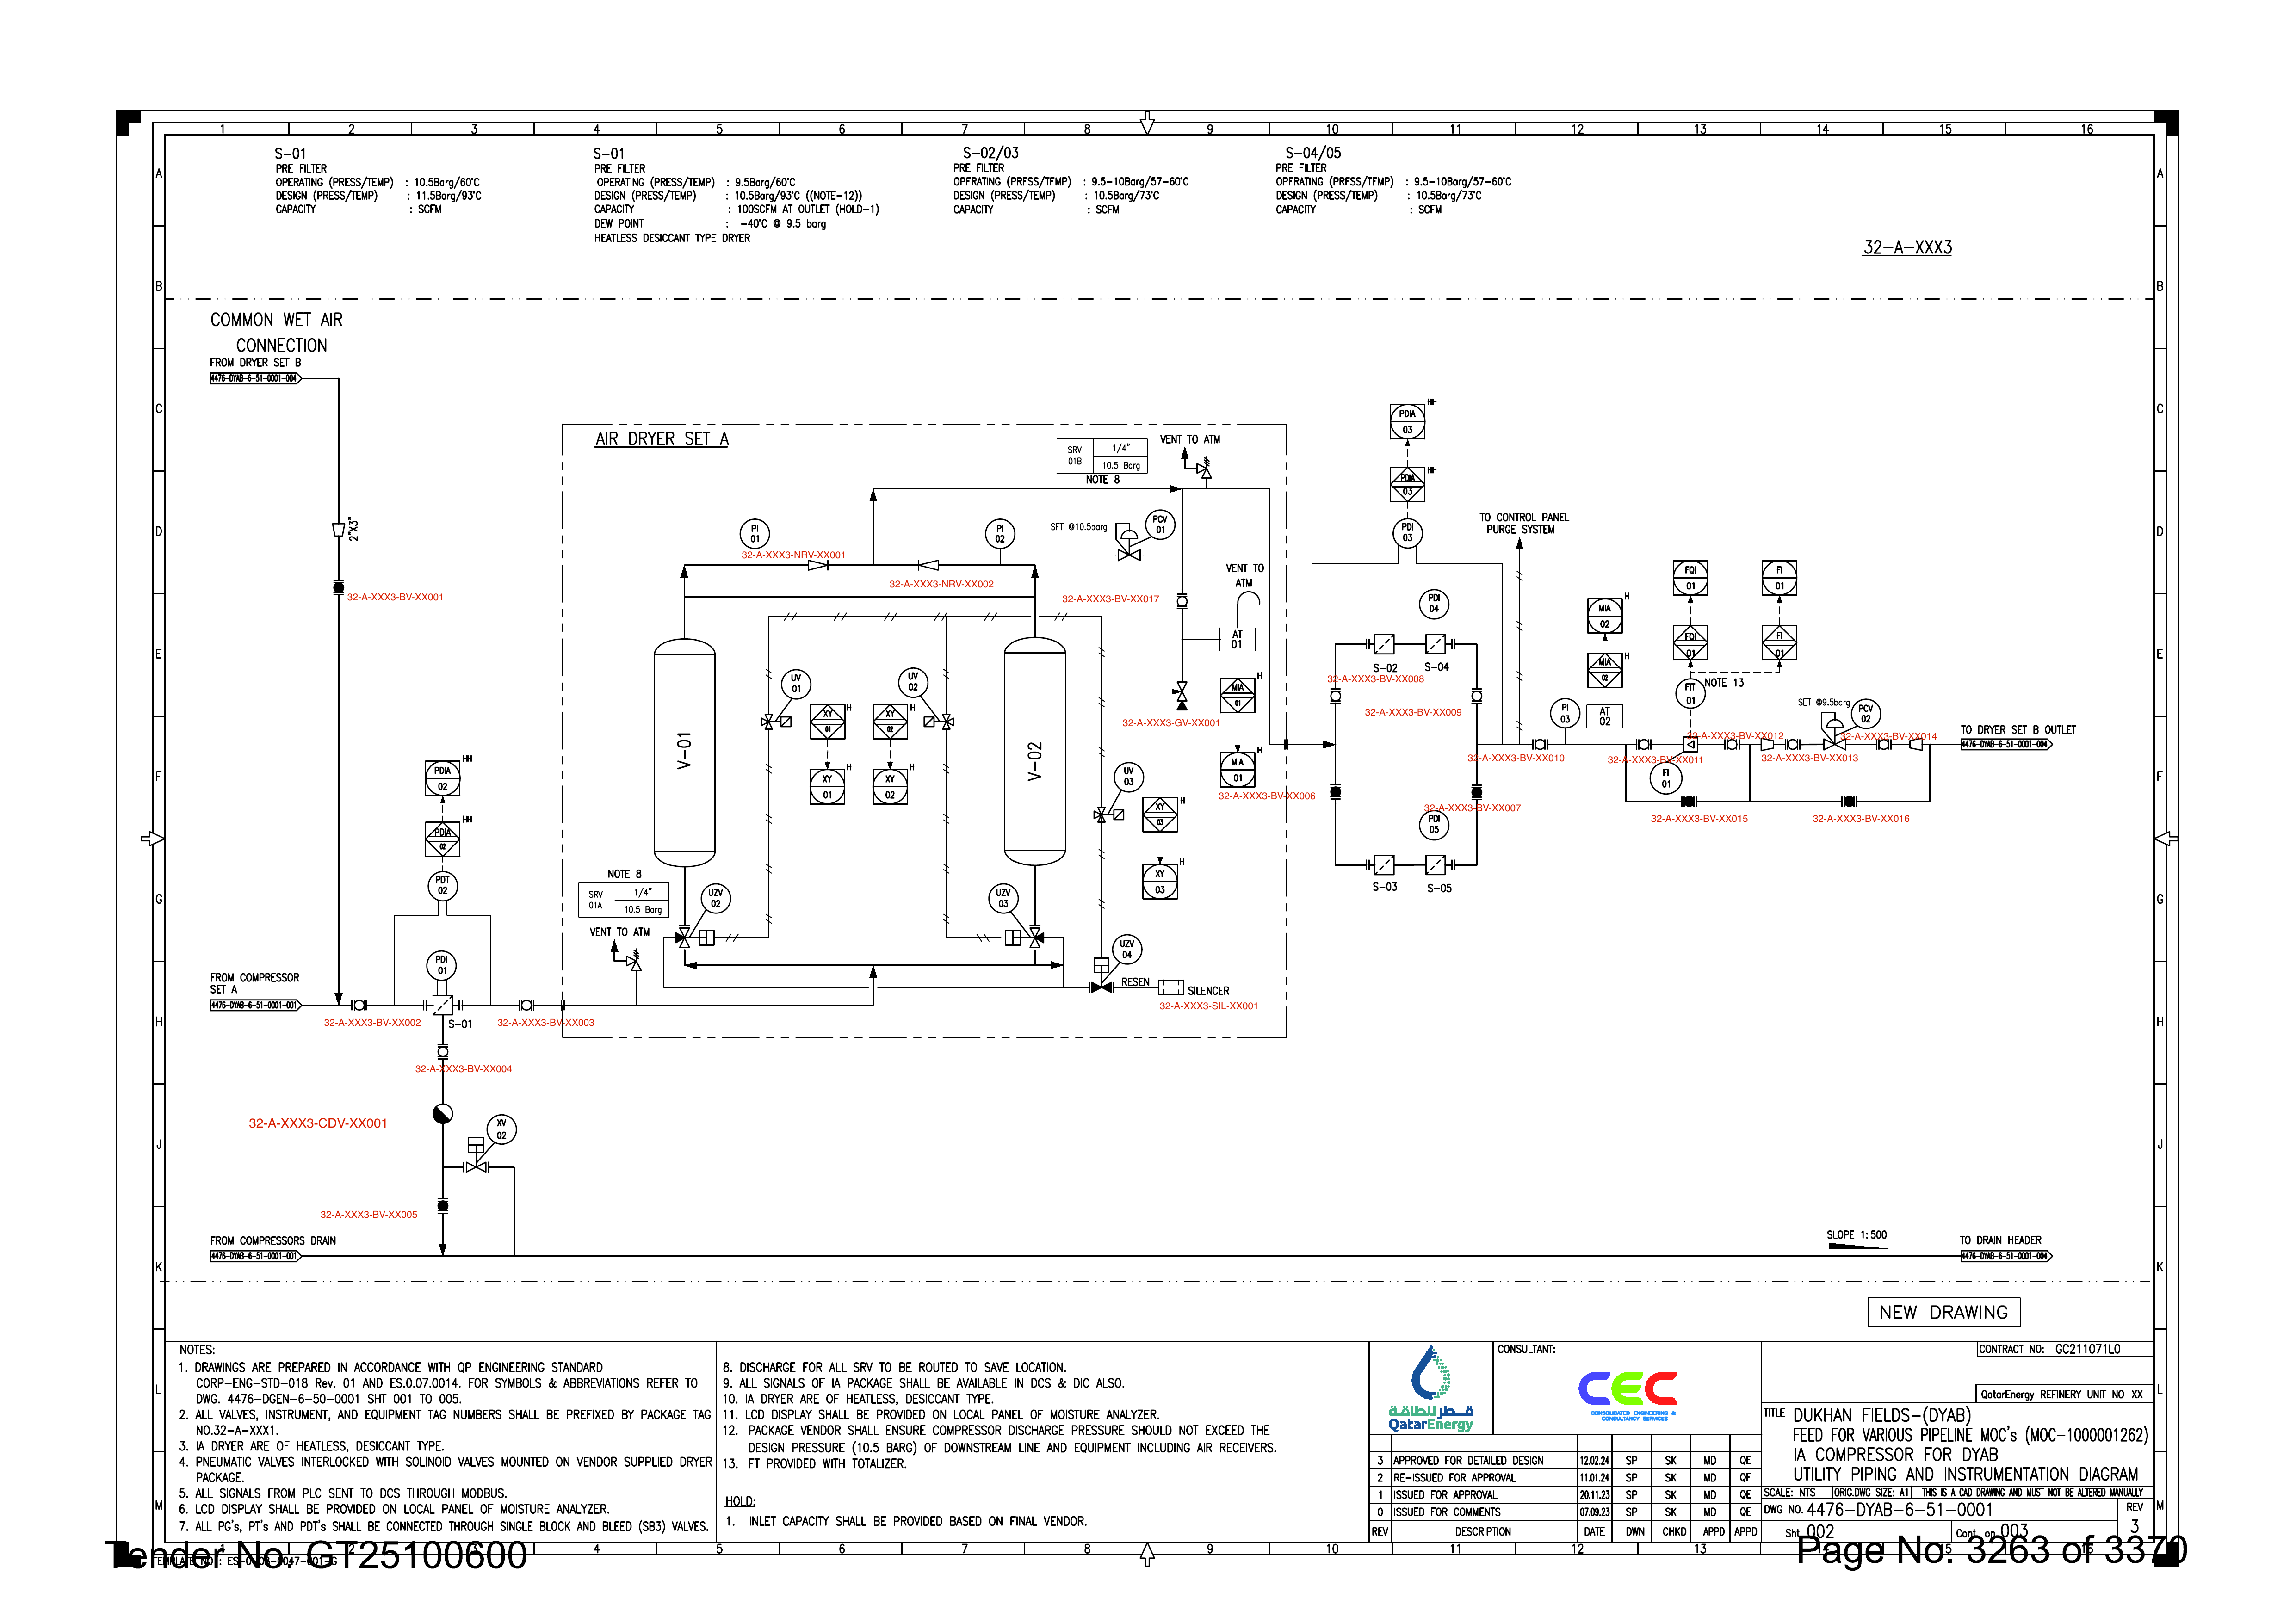 1 2 3 4 5 6 7 8 9 10 11 12 13 14 15 16
A A
B B
C C
D D
E E
F F
G G
H H
J J
K K
L L
M M
S-01
PRE FILTER
OPERATING (PRESS/TEMP) : 10.5Barg/60°C
DESIGN (PRESS/TEMP) : 11.5Barg/93°C
CAPACITY : SCFM
S-01
PRE FILTER
OPERATING (PRESS/TEMP) : 9.5Barg/60°C
DESIGN (PRESS/TEMP) : 10.5Barg/93°C ((NOTE-12))
CAPACITY : 100SCFM AT OUTLET (HOLD-1)
DEW POINT : -40°C @ 9.5 barg
HEATLESS DESICCANT TYPE DRYER
S-02/03
PRE FILTER
OPERATING (PRESS/TEMP) : 9.5-10Barg/57-60°C
DESIGN (PRESS/TEMP) : 10.5Barg/73°C
CAPACITY : SCFM
S-04/05
PRE FILTER
OPERATING (PRESS/TEMP) : 9.5-10Barg/57-60°C
DESIGN (PRESS/TEMP) : 10.5Barg/73°C
CAPACITY : SCFM
32-A-XXX3
COMMON WET AIR
CONNECTION
FROM DRYER SET B
4476-DYAB-6-51-0001-004
2"X3"
32-A-XXX3-BV-XX001
PDIA
02
HH
PDIA
02
HH
PDT
02
PDI
01
FROM COMPRESSOR
SET A
4476-DYAB-6-51-0001-001
32-A-XXX3-BV-XX002
S-01
32-A-XXX3-BV-XX003
32-A-XXX3-BV-XX004
32-A-XXX3-CDV-XX001
XV
02
32-A-XXX3-BV-XX005
FROM COMPRESSORS DRAIN
4476-DYAB-6-51-0001-001
AIR DRYER SET A
PI
01
32-A-XXX3-NRV-XX001
PI
02
32-A-XXX3-NRV-XX002
SRV
01B
1/4"
10.5 Barg
NOTE 8
VENT TO ATM
SET @10.5barg
PCV
01
32-A-XXX3-BV-XX017
VENT TO
ATM
AT
01
V-01
V-02
UV
01
UV
02
XY
01
H
XY
02
H
XY
01
H
XY
02
H
UV
03
XY
03
H
XY
03
H
MIA
01
H
MIA
01
H
32-A-XXX3-GV-XX001
32-A-XXX3-BV-XX006
NOTE 8
SRV
01A
1/4"
10.5 Barg
VENT TO ATM
UZV
02
UZV
03
UZV
04
RESEN
SILENCER
32-A-XXX3-SIL-XX001
PDIA
03
HH
PDIA
03
HH
PDI
03
PDI
04
S-02
S-04
32-A-XXX3-BV-XX008
32-A-XXX3-BV-XX009
32-A-XXX3-BV-XX007
PDI
05
S-03
S-05
TO CONTROL PANEL
PURGE SYSTEM
PI
03
MIA
02
H
MIA
02
H
AT
02
FQI
01
FQI
01
FI
01
FI
01
FIT
01
NOTE 13
FI
01
SET @9.5barg
PCV
02
32-A-XXX3-BV-XX010
32-A-XXX3-BV-XX011
32-A-XXX3-BV-XX012
32-A-XXX3-BV-XX013
32-A-XXX3-BV-XX014
32-A-XXX3-BV-XX015
32-A-XXX3-BV-XX016
TO DRYER SET B OUTLET
4476-DYAB-6-51-0001-004
SLOPE 1:500
TO DRAIN HEADER
4476-DYAB-6-51-0001-004
NEW DRAWING
NOTES:
1. DRAWINGS ARE PREPARED IN ACCORDANCE WITH QP ENGINEERING STANDARD
CORP-ENG-STD-018 Rev. 01 AND ES.0.07.0014. FOR SYMBOLS & ABBREVIATIONS REFER TO
DWG. 4476-DGEN-6-50-0001 SHT 001 TO 005.
2. ALL VALVES, INSTRUMENT, AND EQUIPMENT TAG NUMBERS SHALL BE PREFIXED BY PACKAGE TAG
NO.32-A-XXX1.
3. IA DRYER ARE OF HEATLESS, DESICCANT TYPE.
4. PNEUMATIC VALVES INTERLOCKED WITH SOLINOID VALVES MOUNTED ON VENDOR SUPPLIED DRYER
PACKAGE.
5. ALL SIGNALS FROM PLC SENT TO DCS THROUGH MODBUS.
6. LCD DISPLAY SHALL BE PROVIDED ON LOCAL PANEL OF MOISTURE ANALYZER.
7. ALL PG's, PT's AND PDT's SHALL BE CONNECTED THROUGH SINGLE BLOCK AND BLEED (SB3) VALVES.
8. DISCHARGE FOR ALL SRV TO BE ROUTED TO SAVE LOCATION.
9. ALL SIGNALS OF IA PACKAGE SHALL BE AVAILABLE IN DCS & DIC ALSO.
10. IA DRYER ARE OF HEATLESS, DESICCANT TYPE.
11. LCD DISPLAY SHALL BE PROVIDED ON LOCAL PANEL OF MOISTURE ANALYZER.
12. PACKAGE VENDOR SHALL ENSURE COMPRESSOR DISCHARGE PRESSURE SHOULD NOT EXCEED THE
DESIGN PRESSURE (10.5 BARG) OF DOWNSTREAM LINE AND EQUIPMENT INCLUDING AIR RECEIVERS.
13. FT PROVIDED WITH TOTALIZER.
HOLD:
1. INLET CAPACITY SHALL BE PROVIDED BASED ON FINAL VENDOR.
قطر للطاقة
QatarEnergy
CONSULTANT:
CEC
CONSOLIDATED ENGINEERING &
CONSULTANCY SERVICES
3 APPROVED FOR DETAILED DESIGN 12.02.24 SP SK MD QE
2 RE-ISSUED FOR APPROVAL 11.01.24 SP SK MD QE
1 ISSUED FOR APPROVAL 20.11.23 SP SK MD QE
0 ISSUED FOR COMMENTS 07.09.23 SP SK MD QE
REV DESCRIPTION DATE DWN CHKD APPD APPD
CONTRACT NO: GC211071L0
QatarEnergy REFINERY UNIT NO XX
TITLE DUKHAN FIELDS-(DYAB)
FEED FOR VARIOUS PIPELINE MOC's (MOC-1000001262)
IA COMPRESSOR FOR DYAB
UTILITY PIPING AND INSTRUMENTATION DIAGRAM
SCALE: NTS ORIG.DWG SIZE: A1 THIS IS A CAD DRAWING AND MUST NOT BE ALTERED MANUALLY
DWG NO. 4476-DYAB-6-51-0001 REV
Sht 002 Cont. on 003 3
Tender No. GT25100600
Page No. 3263 of 3370
1 2 3 4 5 6 7 8 9 10 11 12 13 14 15 16